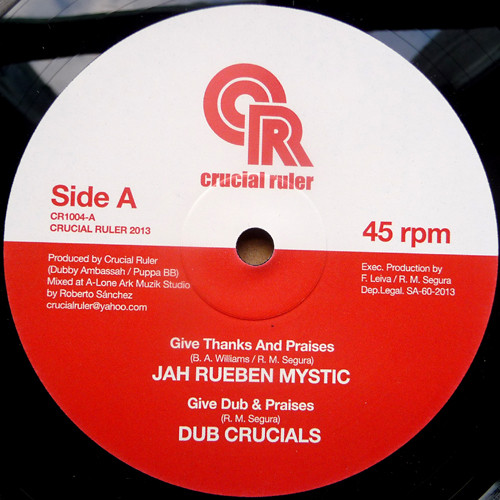 CR
crucial ruler
Side A
CR1004-A
CRUCIAL RULER 2013
45 rpm
Produced by Crucial Ruler
(Dubby Ambassah / Puppa BB)
Mixed at A-Lone Ark Muzik Studio
by Roberto Sánchez
crucialruler@yahoo.com
Exec. Production by
F. Leiva / R. M. Segura
Dep.Legal. SA-60-2013
Give Thanks And Praises
(B. A. Williams / R. M. Segura)
JAH RUEBEN MYSTIC
Give Dub & Praises
(R. M. Segura)
DUB CRUCIALS